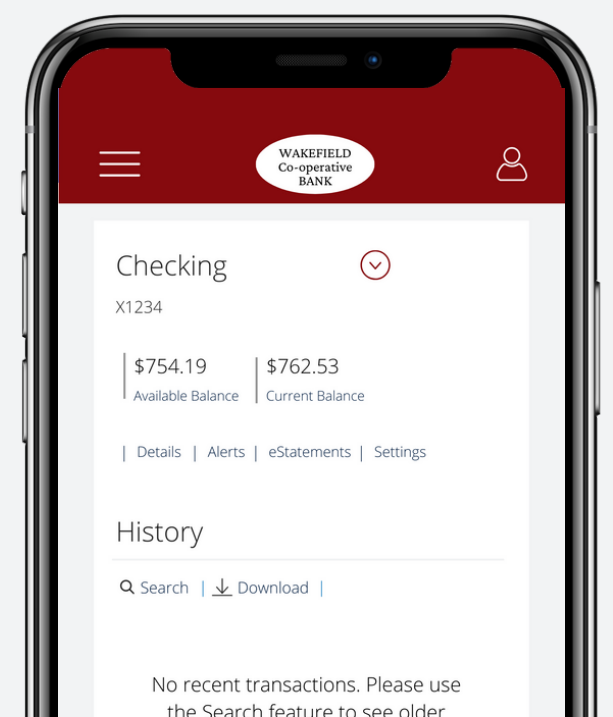 WAKEFIELD
Co-operative
BANK
Checking
X1234
$754.19
$762.53
Available Balance
Current Balance
| Details | Alerts | eStatements | Settings
History
Search | Download |
No recent transactions. Please use
the Search feature to see older